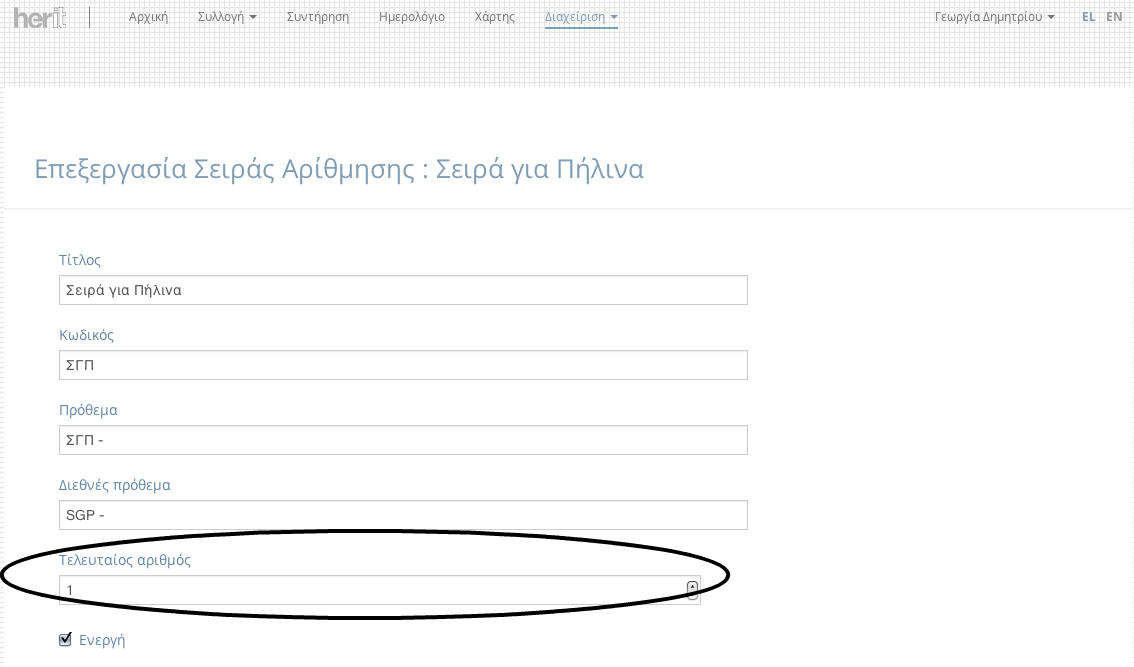 herit Αρχική Συλλογή Συντήρηση Ημερολόγιο Χάρτης Διαχείριση Γεωργία Δημητρίου EL EN
Επεξεργασία Σειράς Αρίθμησης : Σειρά για Πήλινα
Τίτλος
Σειρά για Πήλινα
Κωδικός
ΣΓΠ
Πρόθεμα
ΣΓΠ -
Διεθνές πρόθεμα
SGP -
Τελευταίος αριθμός
1
Ενεργή